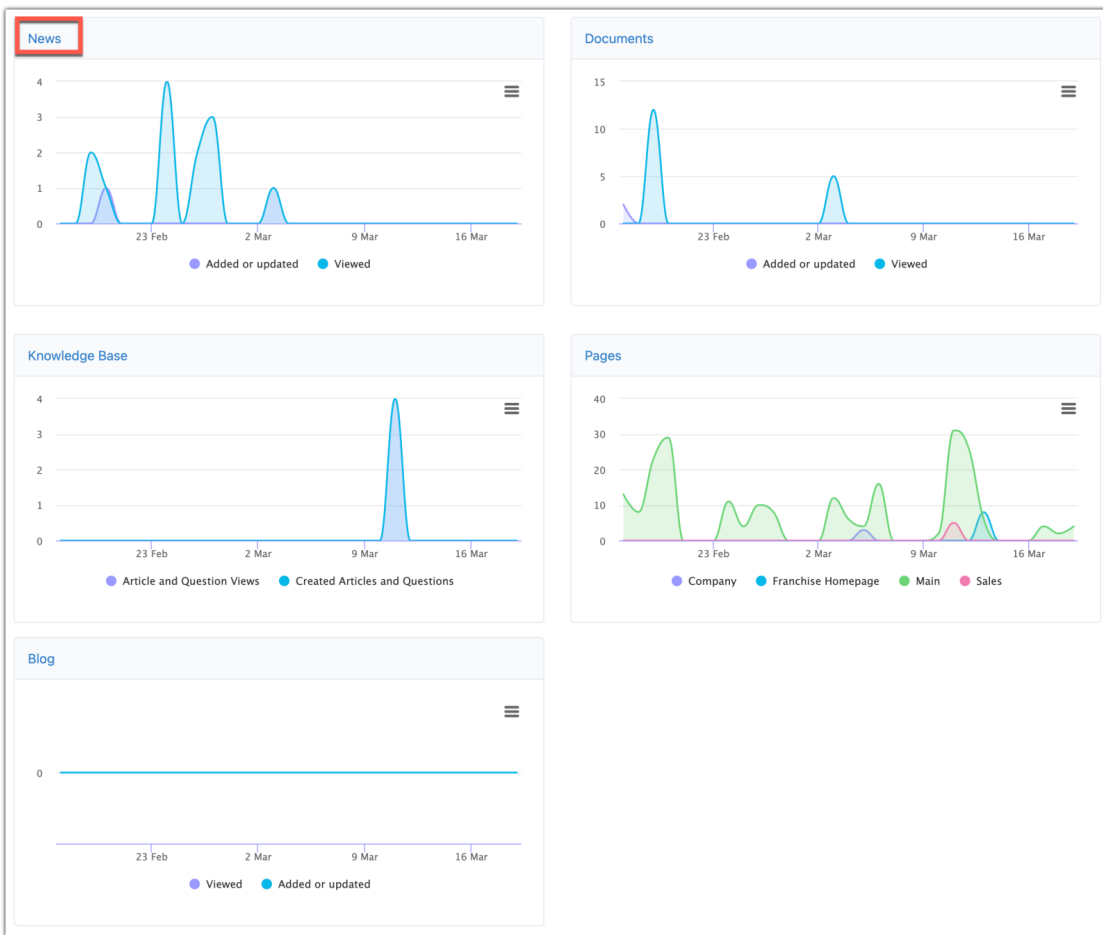 News
4
3
2
1
0
23 Feb
2 Mar
9 Mar
16 Mar
Added or updated
Viewed
Documents
15
10
5
0
23 Feb
2 Mar
9 Mar
16 Mar
Added or updated
Viewed
Knowledge Base
4
3
2
1
0
23 Feb
2 Mar
9 Mar
16 Mar
Article and Question Views
Created Articles and Questions
Pages
40
30
20
10
0
23 Feb
2 Mar
9 Mar
16 Mar
Company
Franchise Homepage
Main
Sales
Blog
0
23 Feb
2 Mar
9 Mar
16 Mar
Viewed
Added or updated